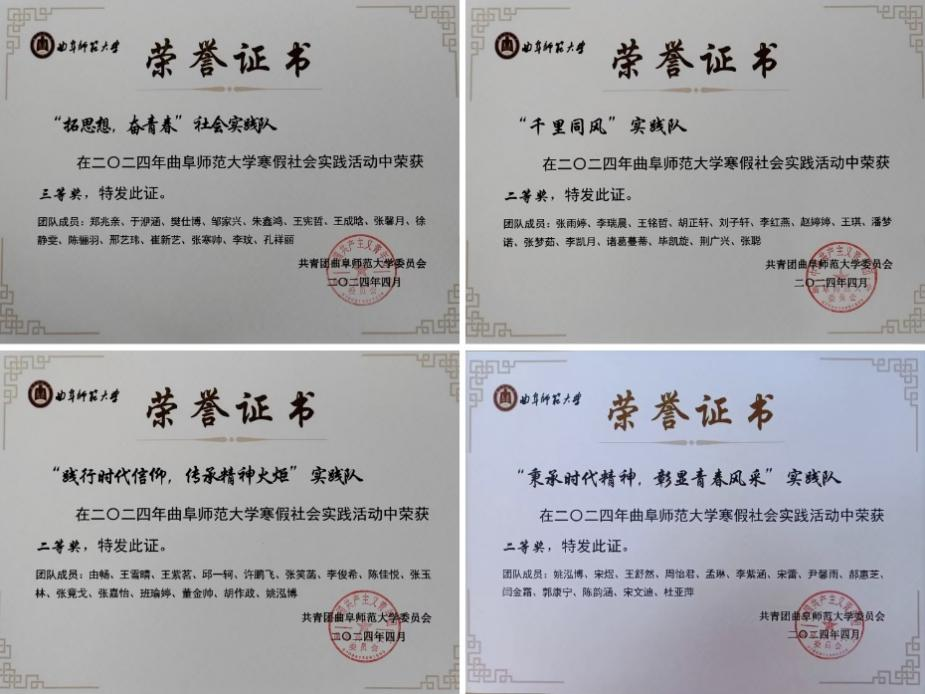 曲阜师范大学
荣誉证书
“拓思想，奋青春”社会实践队
在二〇二四年曲阜师范大学寒假社会实践活动中荣获
三等奖，特发此证。
团队成员：郑兆亲、于洢涵、樊仕博、邹家兴、朱鑫鸿、王宪哲、王成晗、张馨月、徐
静雯、陈骊羽、邢艺玮、崔新艺、张寒帅、李玟、孔祥丽
共青团曲阜师范大学委员会
二〇二四年四月
曲阜师范大学
荣誉证书
“千里同风”实践队
在二〇二四年曲阜师范大学寒假社会实践活动中荣获
二等奖，特发此证。
团队成员：张雨婷、李瑞晨、王铭哲、胡正轩、刘子轩、李红燕、赵婷婷、王琪、潘梦
诺、张梦茹、李凯月、诸葛蔓蒂、毕凯旋、荆广兴、张聪
共青团曲阜师范大学委员会
二〇二四年四月
曲阜师范大学
荣誉证书
“践行时代信仰，传承精神火炬”实践队
在二〇二四年曲阜师范大学寒假社会实践活动中荣获
二等奖，特发此证。
团队成员：由畅、王雪晴、王紫茗、邱一轲、许鹏飞、张笑菡、李俊希、陈佳悦、张玉
林、张竟戈、张嘉怡、班瑜婷、董金帅、胡作政、姚泓博
共青团曲阜师范大学委员会
二〇二四年四月
曲阜师范大学
荣誉证书
“秉承时代精神，彰显青春风采”实践队
在二〇二四年曲阜师范大学寒假社会实践活动中荣获
二等奖，特发此证。
团队成员：姚泓博、宋煜、王舒然、周怡君、孟琳、李紫涵、宋雷、尹馨雨、郝惠芝、
闫金霜、郭康宁、陈韵涵、宋文迪、杜亚萍
共青团曲阜师范大学委员会
二〇二四年四月